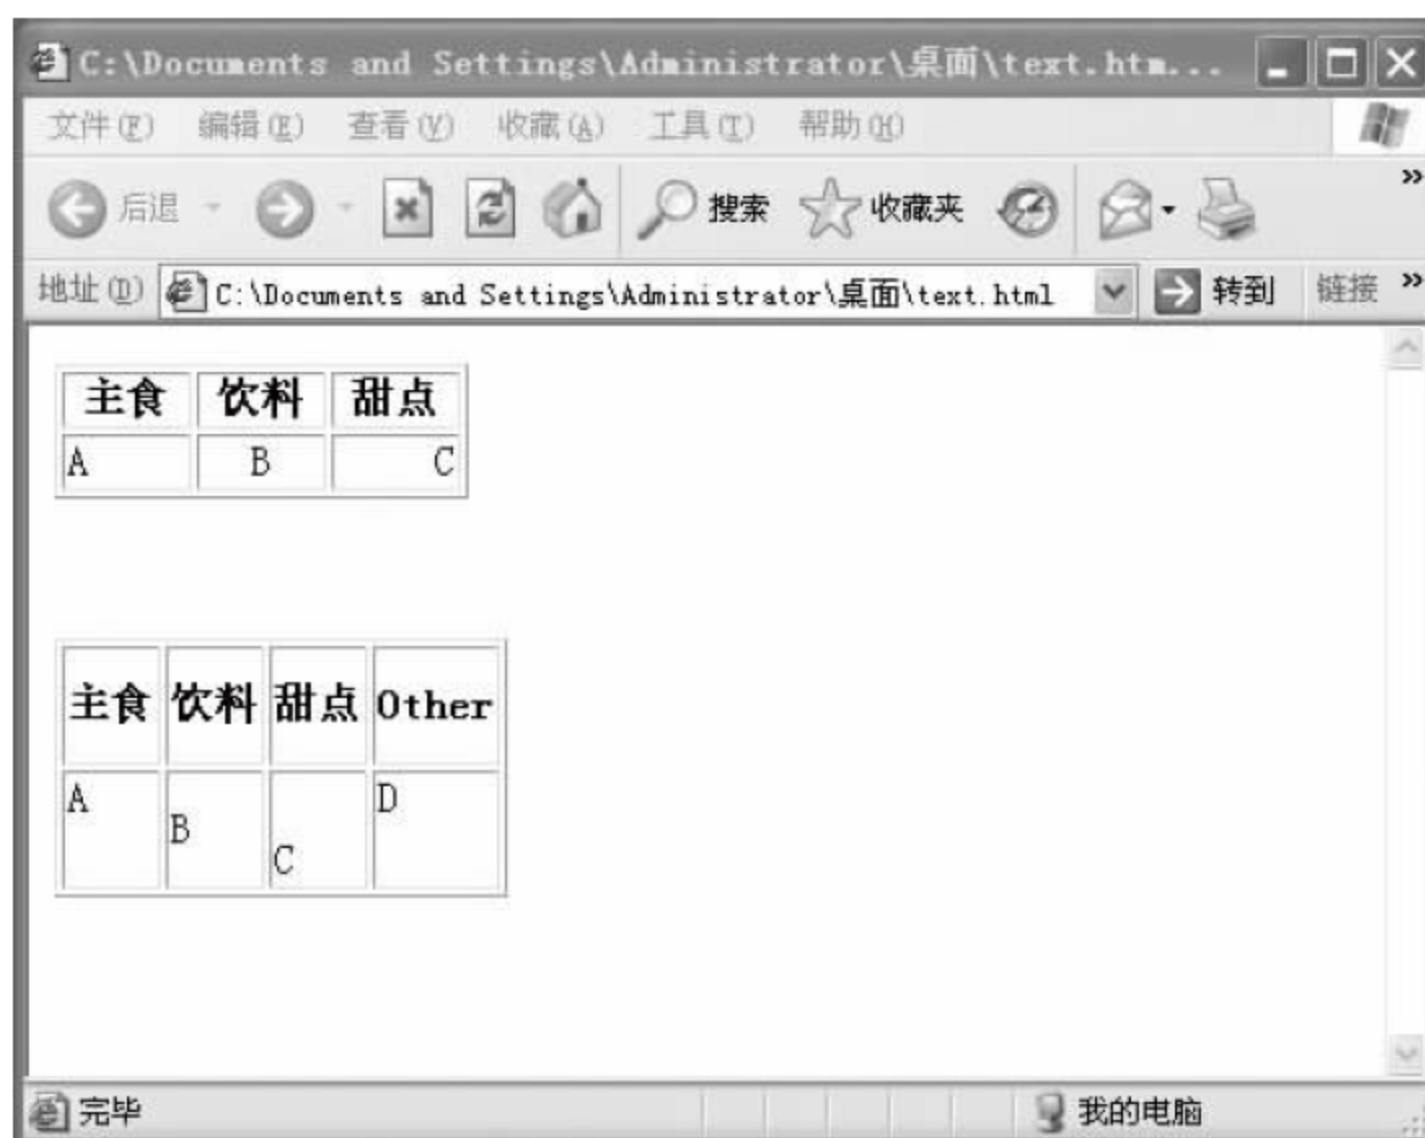 C:\Documents and Settings\Administrator\桌面\text.htm...
文件(F) 编辑(E) 查看(V) 收藏(A) 工具(T) 帮助(H)
后退 搜索 收藏夹 »
地址(D) C:\Documents and Settings\Administrator\桌面\text.html 转到 链接 »
主食 饮料 甜点
A B C
主食 饮料 甜点 Other
A B C D
完毕 我的电脑